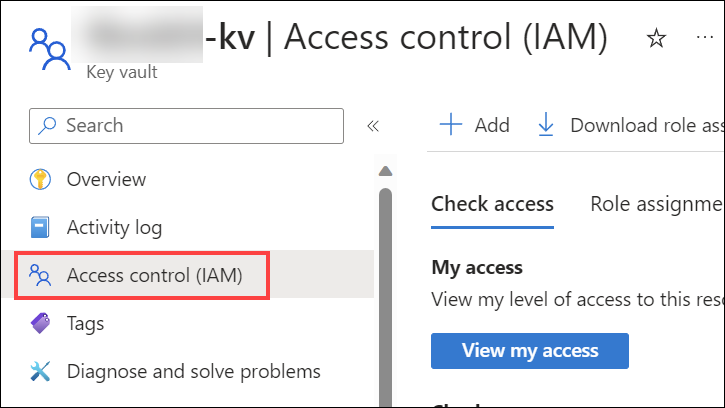 -kv | Access control (IAM)
Key vault
Search
Add
Download role ass
Overview
Activity log
Access control (IAM)
Tags
Diagnose and solve problems
Check access
Role assignme
My access
View my level of access to this reso
View my access